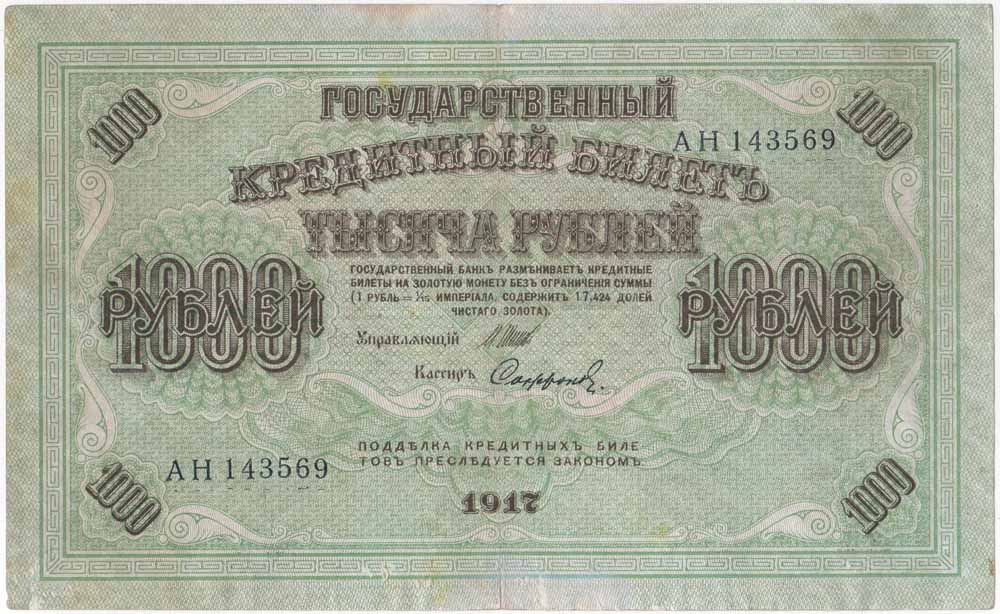 1000
ГОСУДАРСТВЕННЫЙ
1000
АН 143569
КРЕДИТНЫЙ БИЛЕТЪ
ТЫСЯЧА РУБЛЕЙ
ГОСУДАРСТВЕННЫЙ БАНКЪ РАЗМѢНИВАЕТЪ КРЕДИТНЫЕ
БИЛЕТЫ НА ЗОЛОТУЮ МОНЕТУ БЕЗЪ ОГРАНИЧЕНІЯ СУММЫ
(1 РУБЛЬ = 1/15 ИМПЕРІАЛА, СОДЕРЖИТЪ 17,424 ДОЛЕЙ
ЧИСТАГО ЗОЛОТА).
1000 РУБЛЕЙ
1000 РУБЛЕЙ
Управляющій И.Шипов
Кассиръ Сафронов
ПОДДѢЛКА КРЕДИТНЫХЪ БИЛЕ
ТОВЪ ПРЕСЛѢДУЕТСЯ ЗАКОНОМЪ
АН 143569
1917
1000
1000